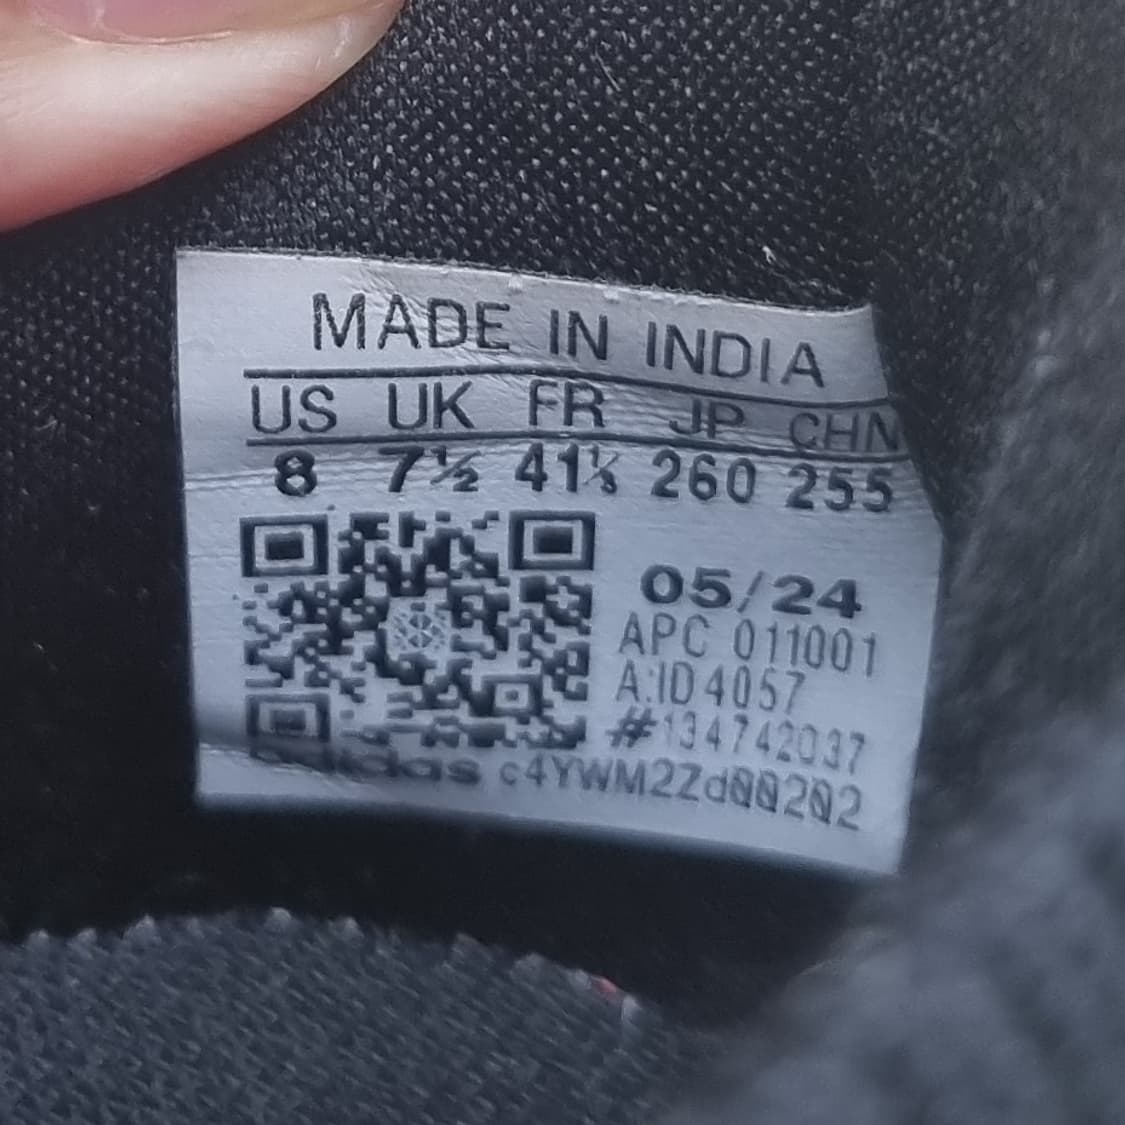 MADE IN INDIA
US UK FR JP CHN
8 7½ 41⅓ 260 255
05/24
APC 011001
A:ID4057
#134742037
adidas c4YWM2Zd00202